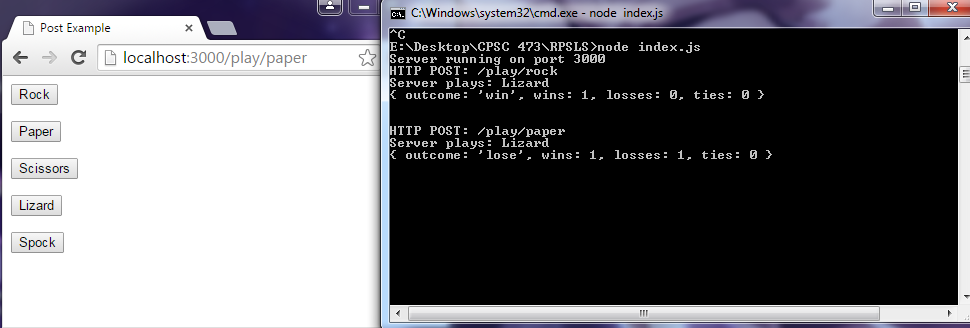 Post Example
localhost:3000/play/paper
Rock
Paper
Scissors
Lizard
Spock
C:\Windows\system32\cmd.exe - node  index.js
^C
E:\Desktop\CPSC 473\RPSLS>node index.js
Server running on port 3000
HTTP POST: /play/rock
Server plays: Lizard
{ outcome: 'win', wins: 1, losses: 0, ties: 0 }
HTTP POST: /play/paper
Server plays: Lizard
{ outcome: 'lose', wins: 1, losses: 1, ties: 0 }